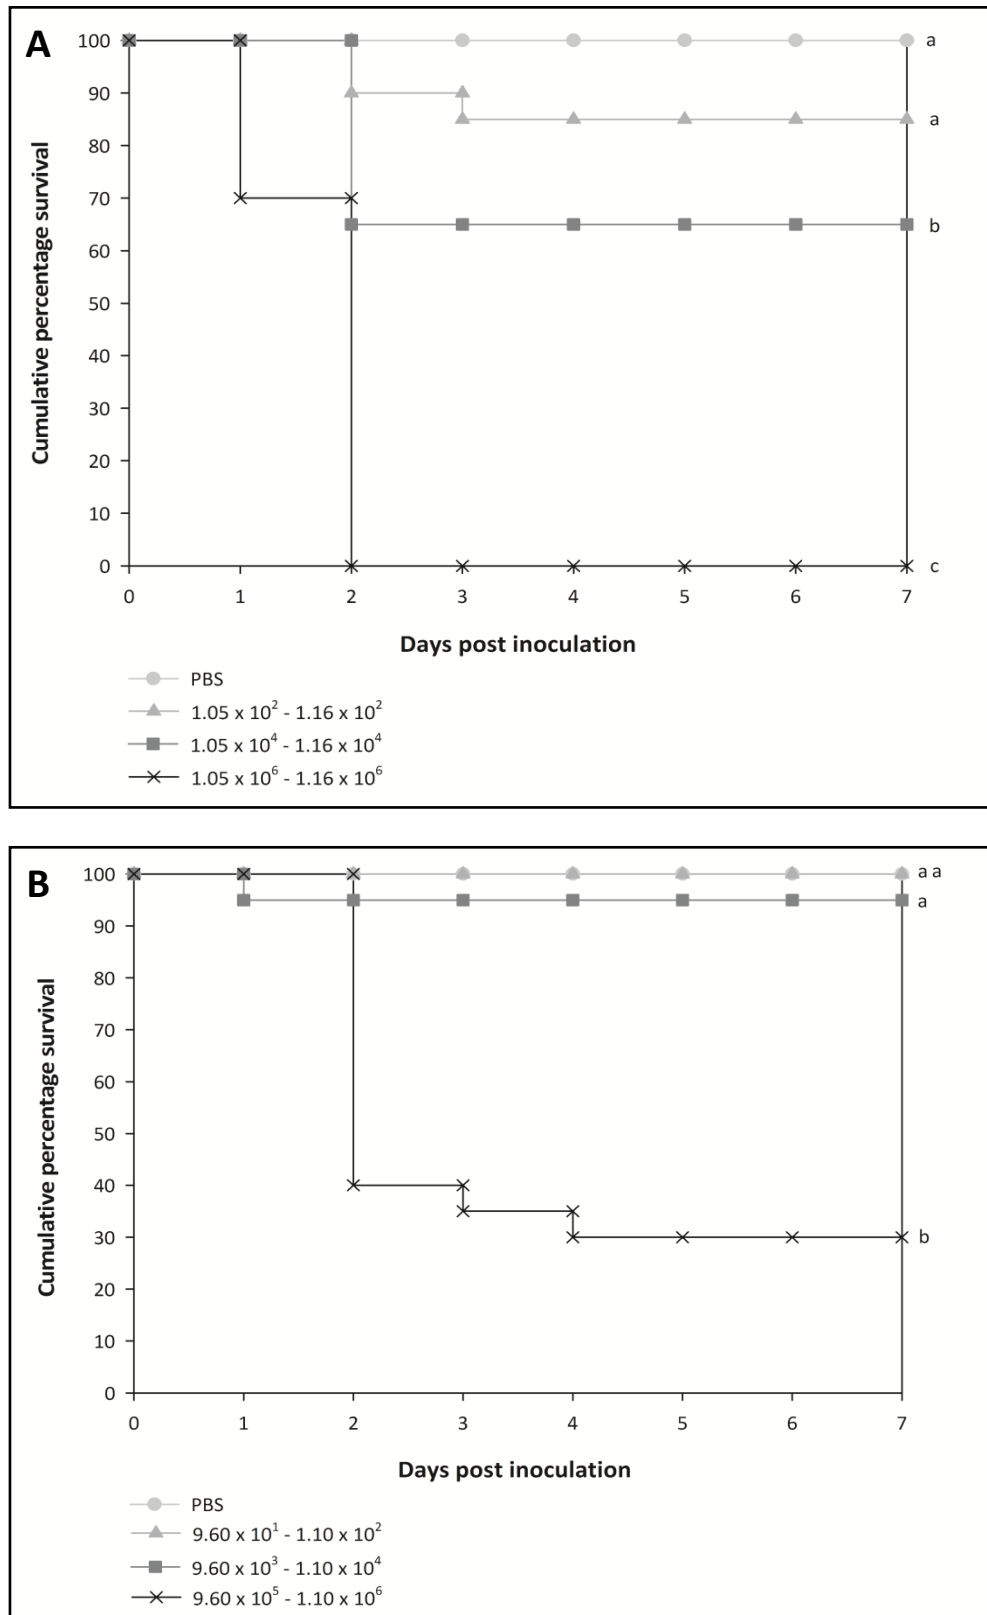 A
Cumulative percentage survival
100
90
80
70
60
50
40
30
20
10
0
a
a
b
c
0 1 2 3 4 5 6 7
Days post inoculation
PBS
1.05 x 10² - 1.16 x 10²
1.05 x 10⁴ - 1.16 x 10⁴
1.05 x 10⁶ - 1.16 x 10⁶
B
Cumulative percentage survival
100
90
80
70
60
50
40
30
20
10
0
a a
a
b
0 1 2 3 4 5 6 7
Days post inoculation
PBS
9.60 x 10¹ - 1.10 x 10²
9.60 x 10³ - 1.10 x 10⁴
9.60 x 10⁵ - 1.10 x 10⁶